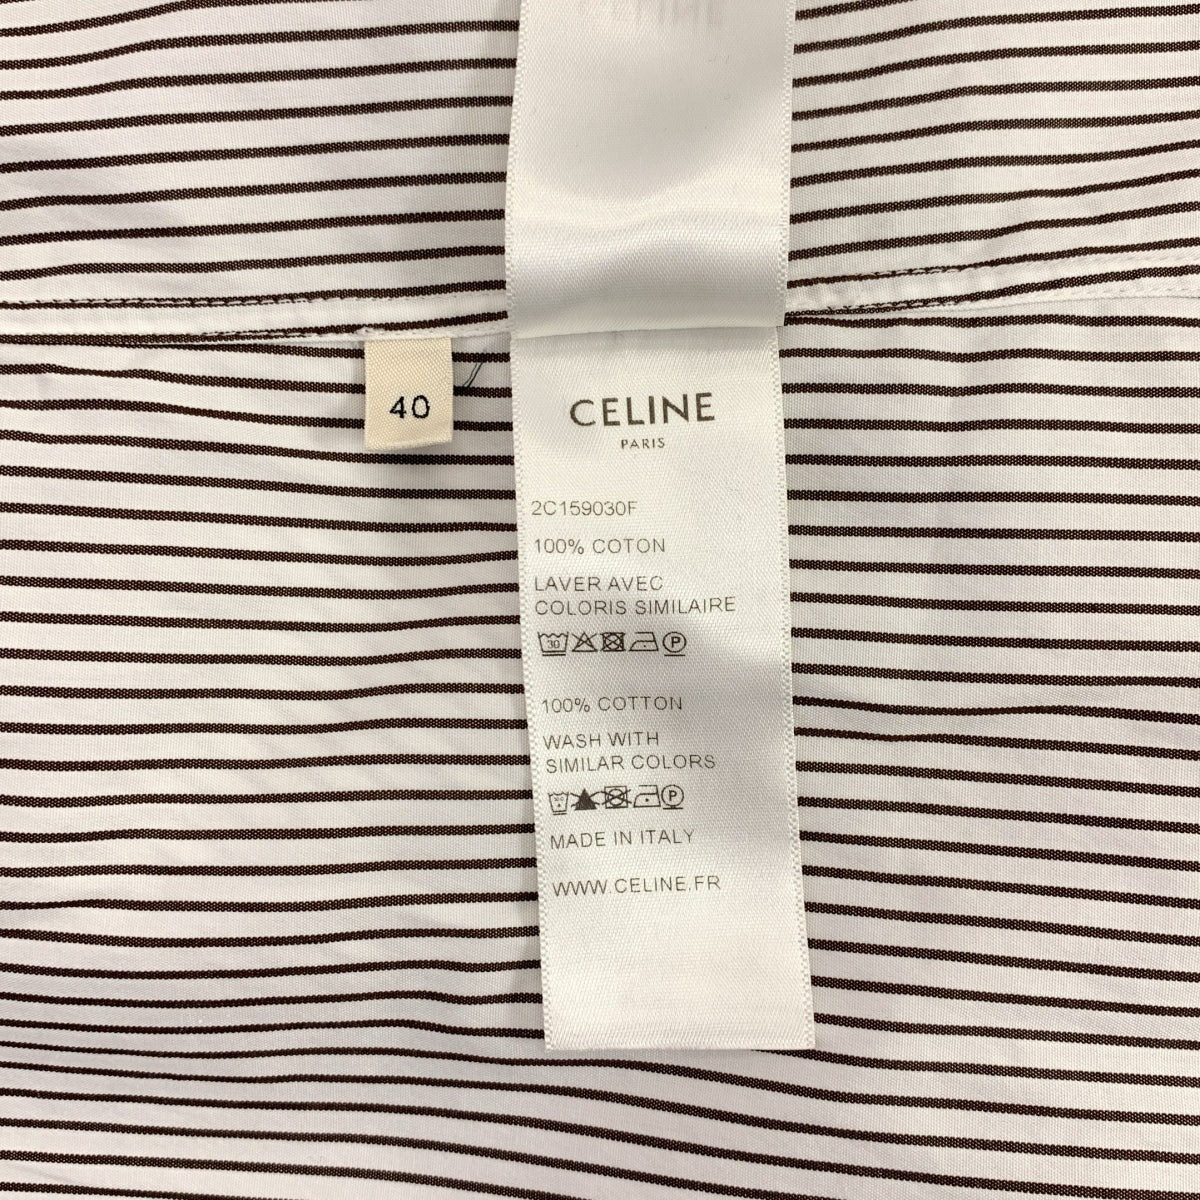 40
CELINE
PARIS
2C159030F
100% COTON
LAVER AVEC
COLORIS SIMILAIRE
30
P
100% COTTON
WASH WITH
SIMILAR COLORS
P
MADE IN ITALY
WWW.CELINE.FR